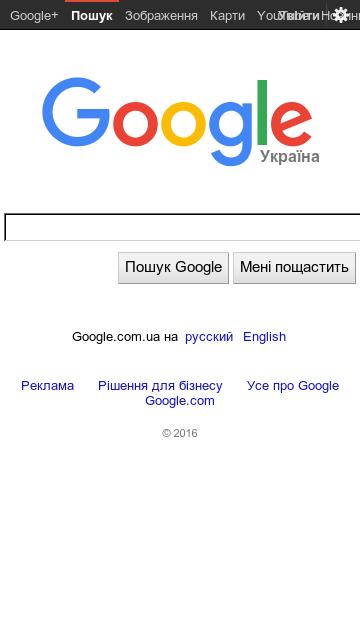 Google+ Пошук Зображення Карти YouTube Увійти
Google
Україна
Пошук Google Мені пощастить
Google.com.ua на русский English
Реклама Рішення для бізнесу Усе про Google
Google.com
© 2016